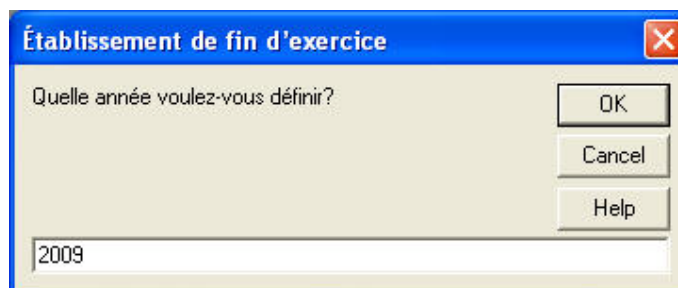 Établissement de fin d'exercice
Quelle année voulez-vous définir?
OK
Cancel
Help
2009